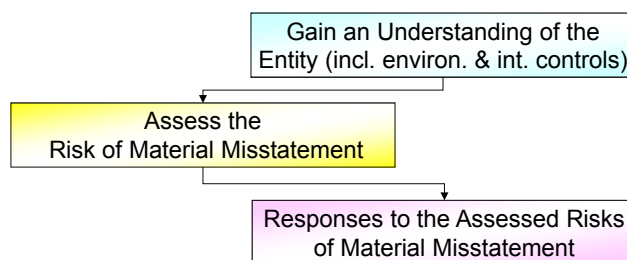 Gain an Understanding of the
Entity (incl. environ. & int. controls)
Assess the
Risk of Material Misstatement
Responses to the Assessed Risks
of Material Misstatement